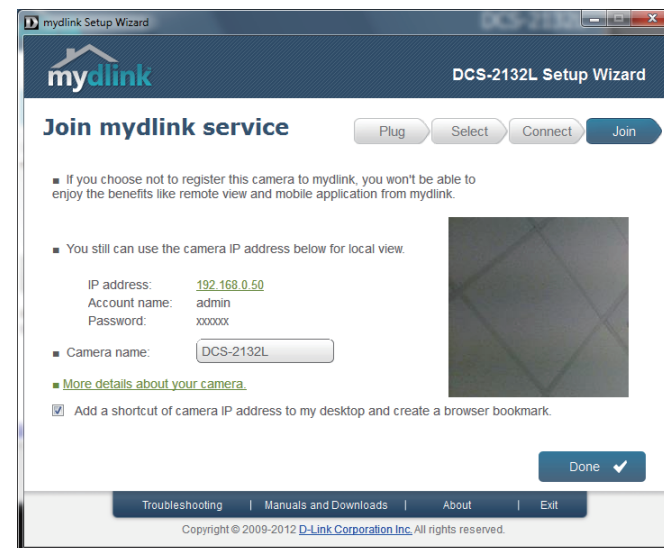 mydlink Setup Wizard
mydlink
DCS-2132L Setup Wizard
Join mydlink service
Plug
Select
Connect
Join
If you choose not to register this camera to mydlink, you won't be able to
enjoy the benefits like remote view and mobile application from mydlink.
You still can use the camera IP address below for local view.
IP address: 192.168.0.50
Account name: admin
Password: xxxxxx
Camera name: DCS-2132L
More details about your camera.
Add a shortcut of camera IP address to my desktop and create a browser bookmark.
Done
Troubleshooting | Manuals and Downloads | About | Exit
Copyright © 2009-2012 D-Link Corporation Inc. All rights reserved.